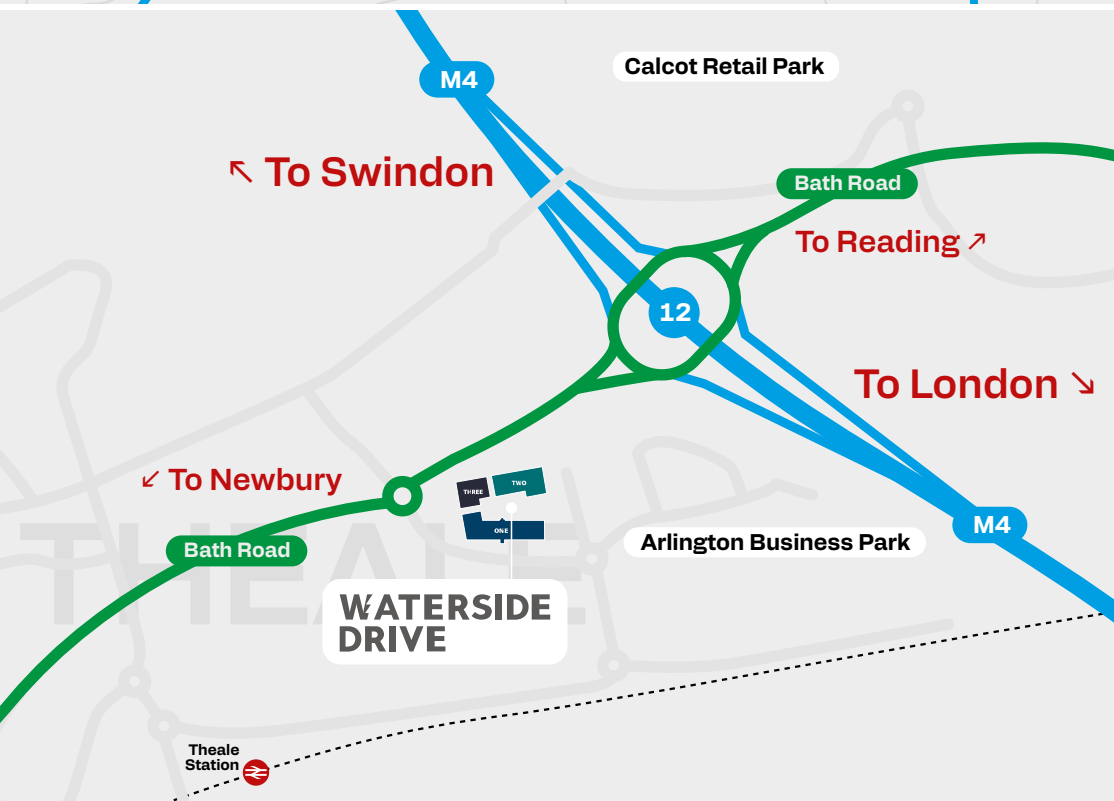 Calcot Retail Park
M4
↖ To Swindon
Bath Road
To Reading ↗
12
To London ↘
↙ To Newbury
THREE
TWO
ONE
M4
Arlington Business Park
Bath Road
THEALE
WATERSIDE
DRIVE
Theale
Station